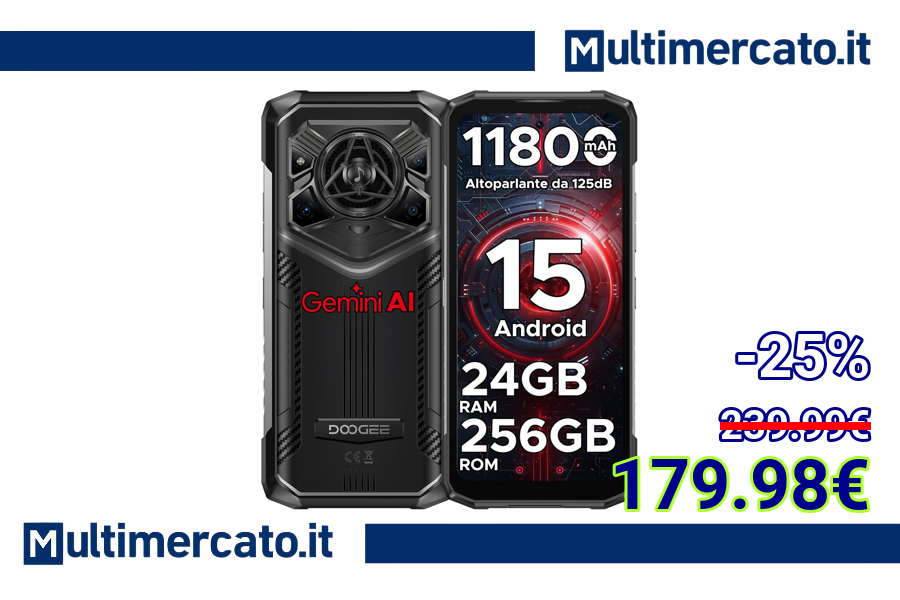 Multimercato.it
11800 mAh
Altoparlante da 125dB
15
Android
Gemini AI
24GB
RAM
256GB
ROM
DOOGEE
CE
-25%
239.99€
179.98€
Multimercato.it